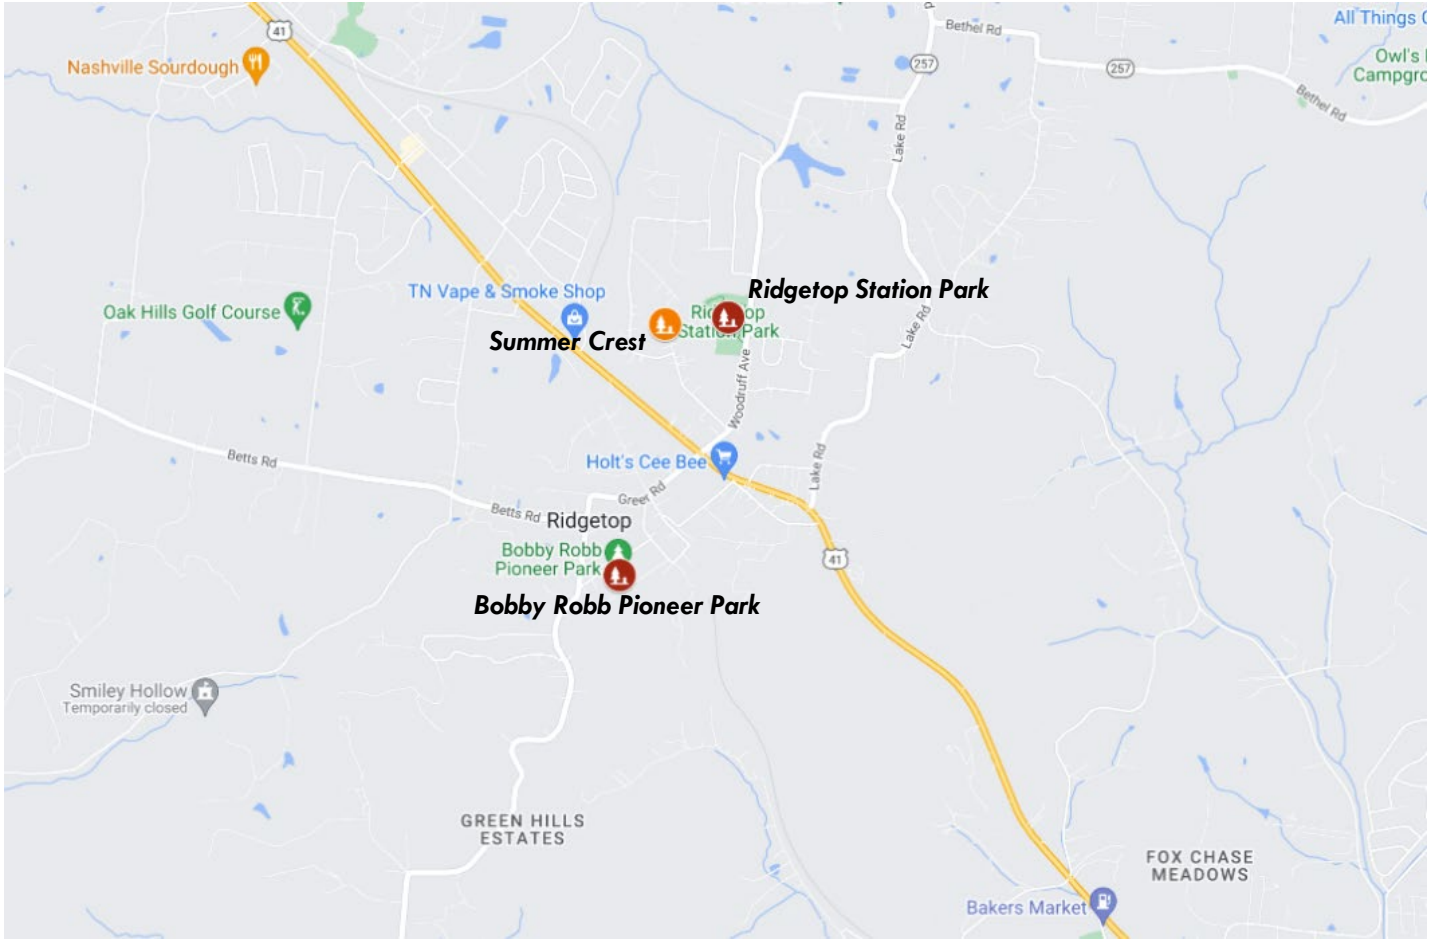 41
Bethel Rd
All Things
257
257
Owl's
Campgro
Nashville Sourdough
Bethel Rd
Lake Rd
TN Vape & Smoke Shop
Ridgetop Station Park
Oak Hills Golf Course
Ridgetop
Station Park
Summer Crest
Lake Rd
Woodruff Ave
Betts Rd
Holt's Cee Bee
Lake Rd
Greer Rd
Betts Rd
Ridgetop
Bobby Robb
Pioneer Park
41
Bobby Robb Pioneer Park
Smiley Hollow
Temporarily closed
GREEN HILLS
ESTATES
FOX CHASE
MEADOWS
Bakers Market